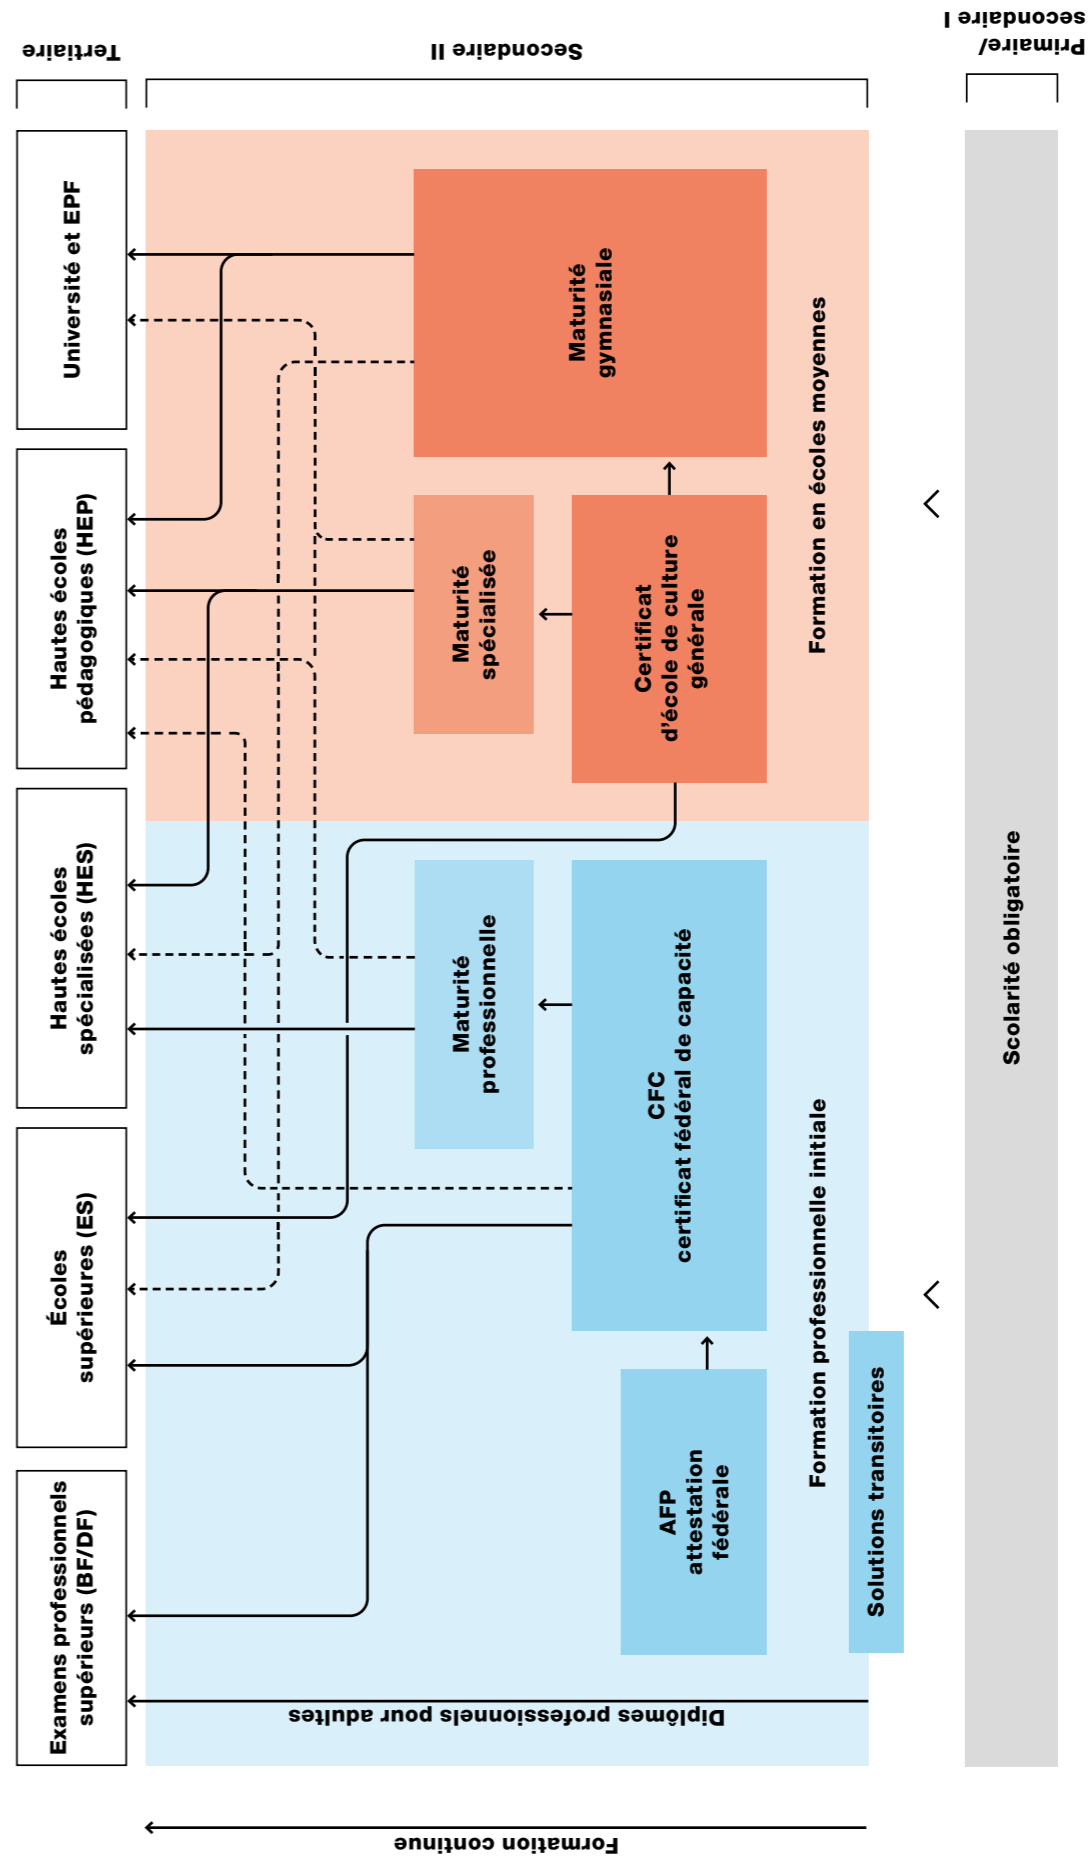 Tertiaire
Examens professionnels
supérieurs (BF/DF)
Écoles
supérieures (ES)
Hautes écoles
spécialisées (HES)
Hautes écoles
pédagogiques (HEP)
Université et EPF
Secondaire II
Formation continue
Diplômes professionnels pour adultes
Maturité
professionnelle
Maturité
spécialisée
Maturité
gymnasiale
AFP
attestation
fédérale
CFC
certificat fédéral de capacité
Certificat
d’école de culture
générale
Formation professionnelle initiale
Formation en écoles moyennes
Solutions transitoires
Primaire/
secondaire I
Scolarité obligatoire